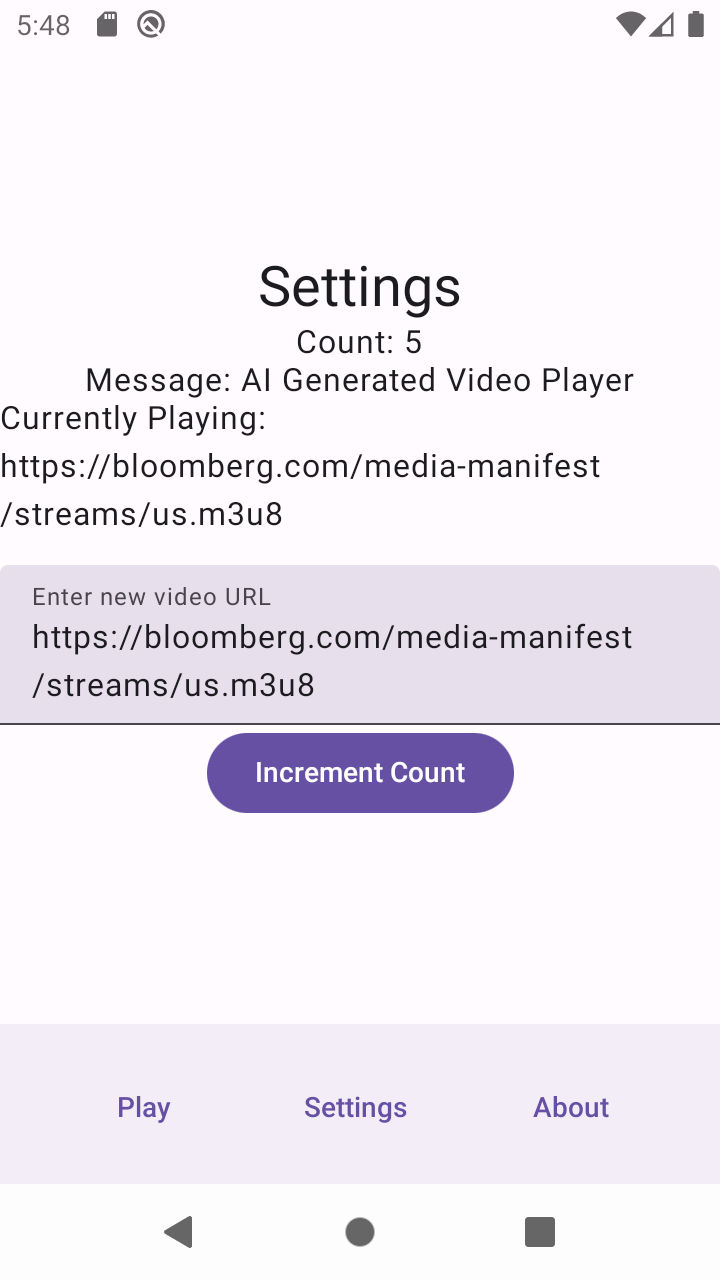 5:48
Settings
Count: 5
Message: AI Generated Video Player
Currently Playing:
https://bloomberg.com/media-manifest
/streams/us.m3u8
Enter new video URL
https://bloomberg.com/media-manifest
/streams/us.m3u8
Increment Count
Play Settings About